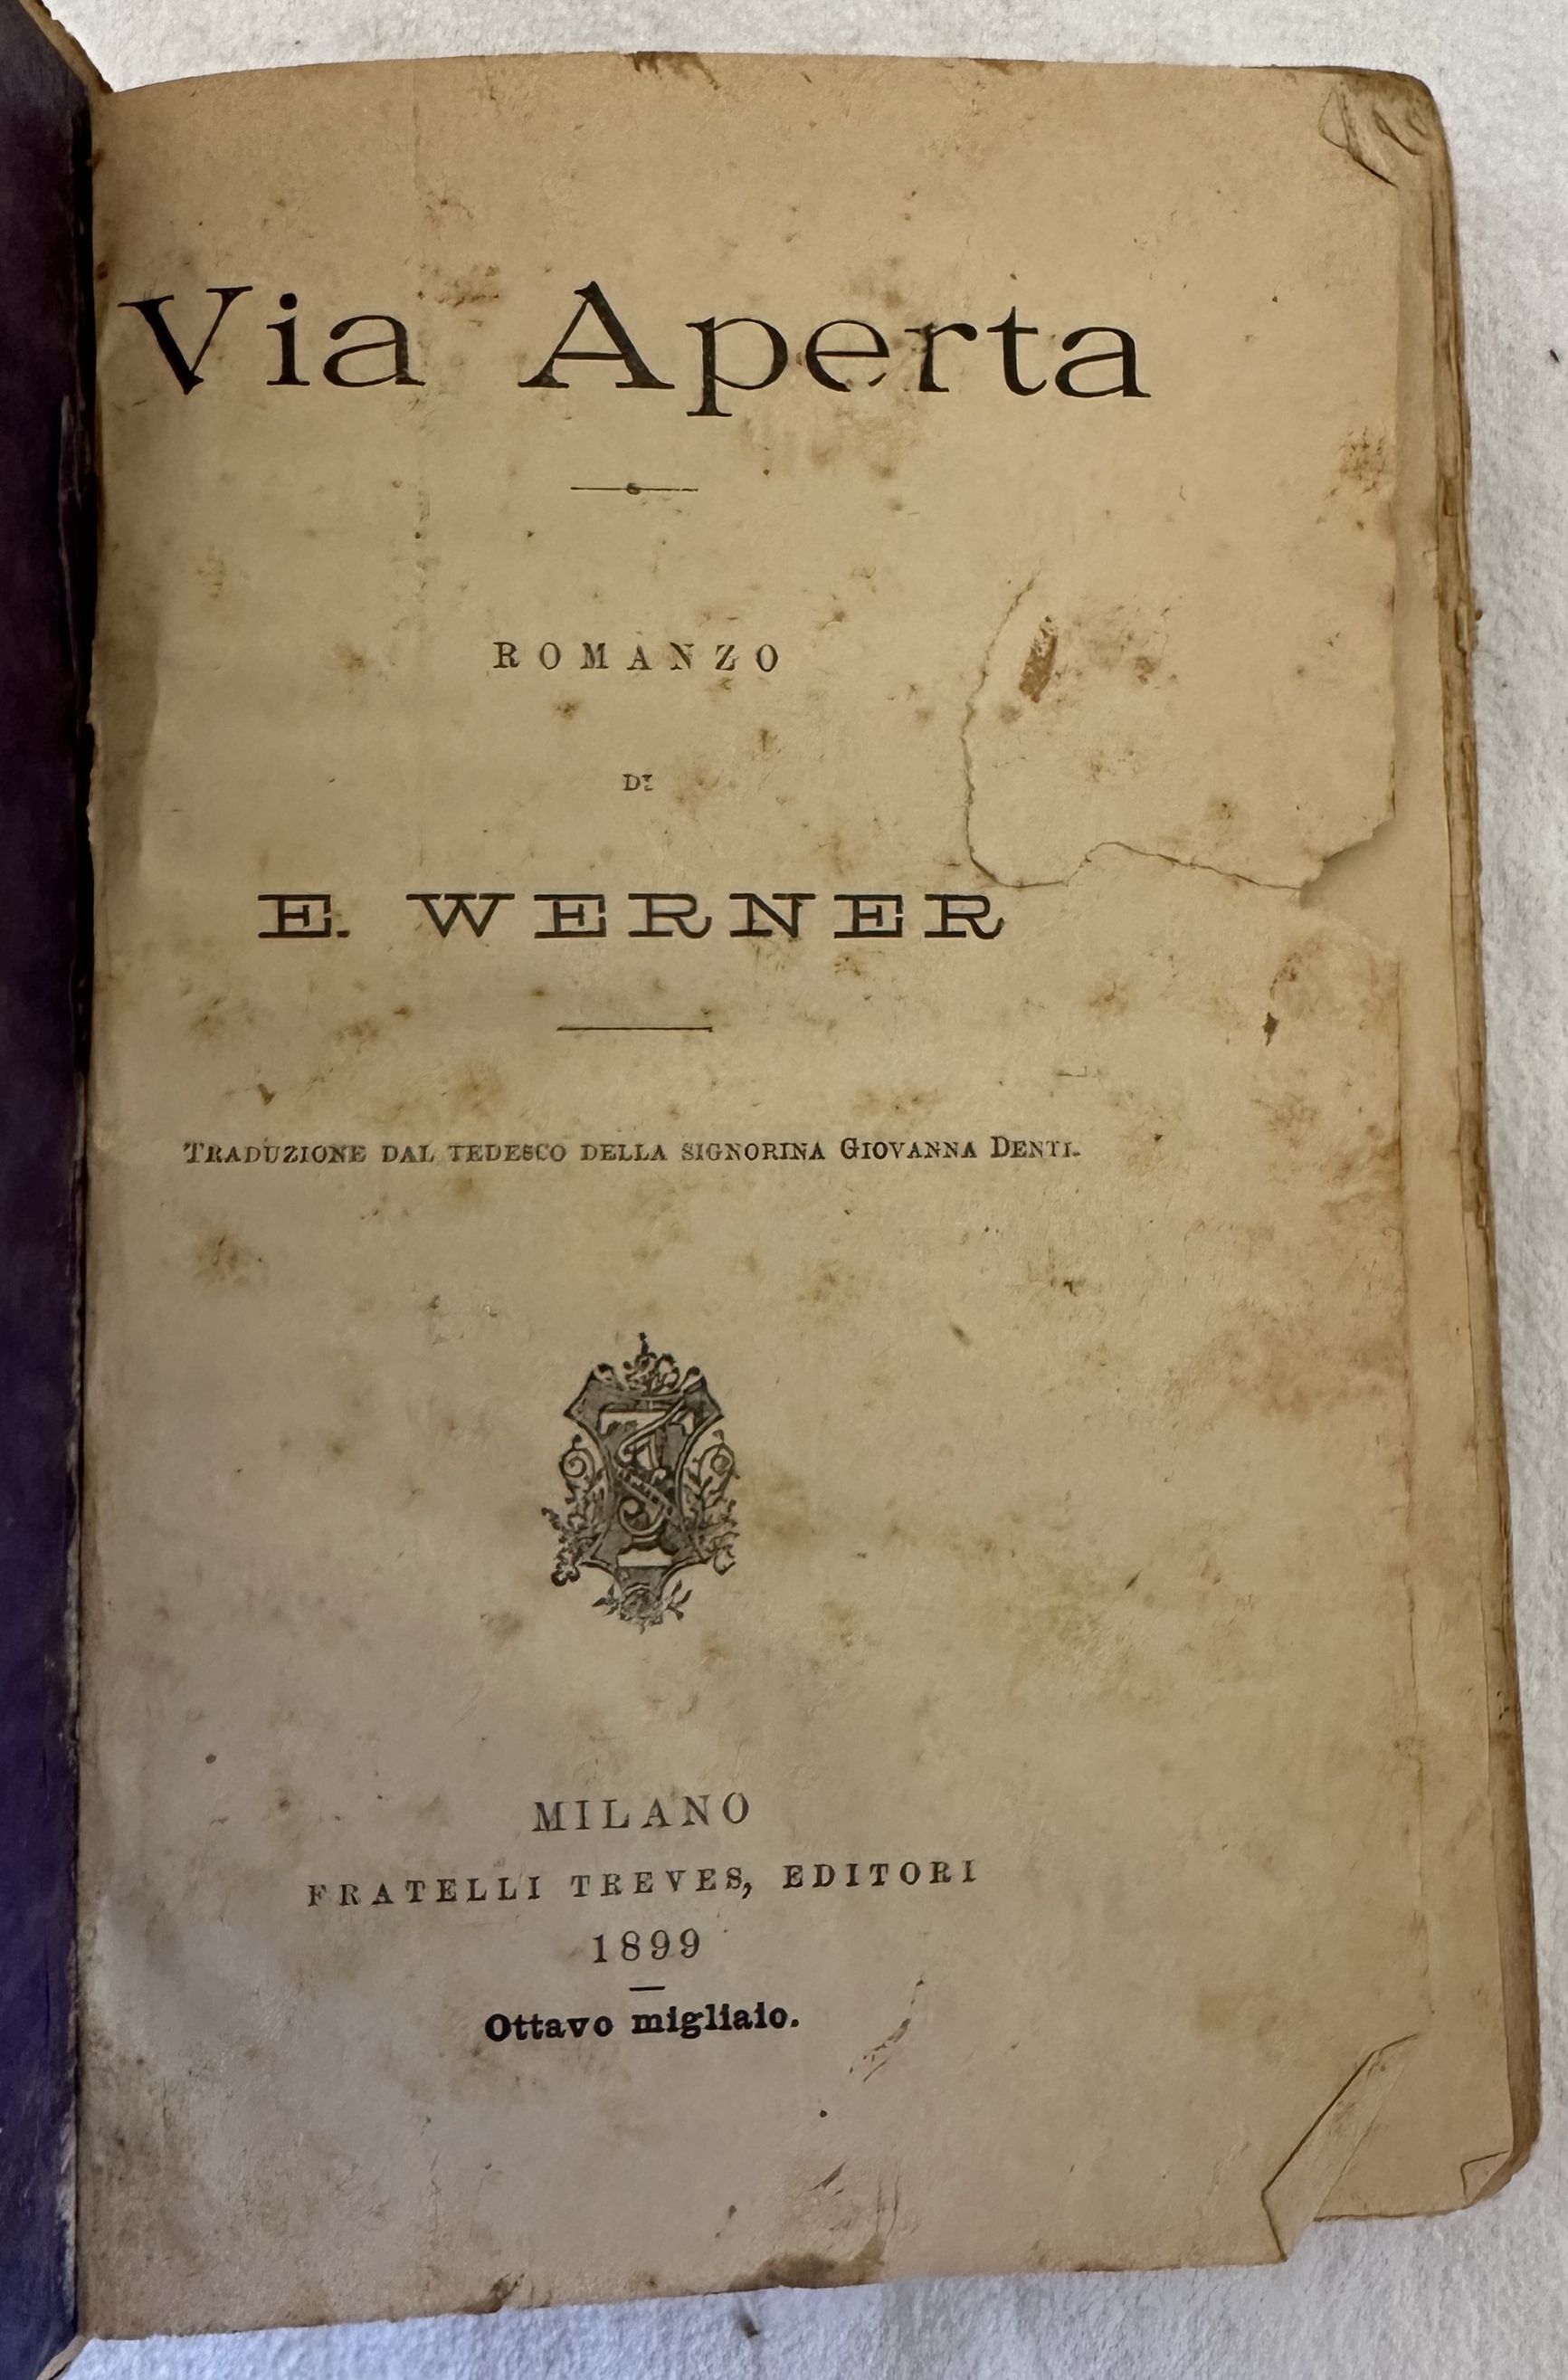 Via Aperta
ROMANZO
DI
E. WERNER
TRADUZIONE DAL TEDESCO DELLA SIGNORINA GIOVANNA DENTI.
MILANO
FRATELLI TREVES, EDITORI
1899
Ottavo migliaio.